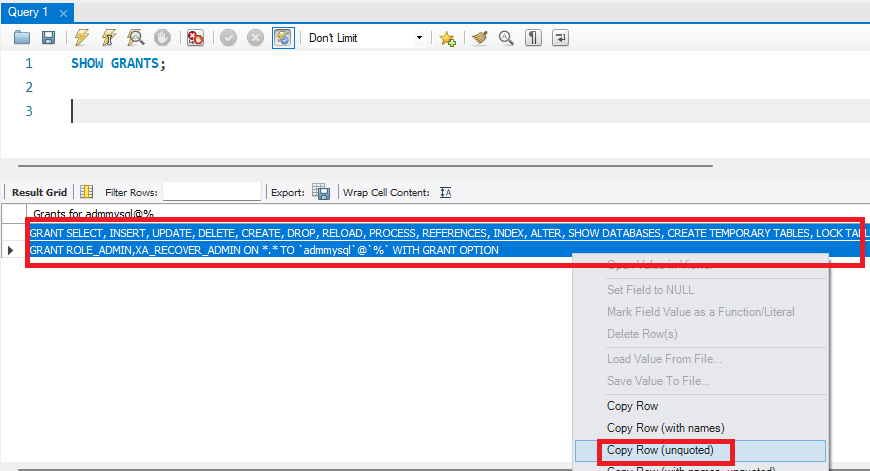 Query 1
Don't Limit
1 SHOW GRANTS;
2
3
Result Grid Filter Rows: Export: Wrap Cell Content:
Grants for admmysql@%
GRANT SELECT, INSERT, UPDATE, DELETE, CREATE, DROP, RELOAD, PROCESS, REFERENCES, INDEX, ALTER, SHOW DATABASES, CREATE TEMPORARY TABLES, LOCK TABL
GRANT ROLE_ADMIN,XA_RECOVER_ADMIN ON *.* TO `admmysql`@`%` WITH GRANT OPTION
Open Value in Viewer
Set Field to NULL
Mark Field Value as a Function/Literal
Delete Row(s)
Load Value From File...
Save Value To File...
Copy Row
Copy Row (with names)
Copy Row (unquoted)
Copy Row (with names, unquoted)